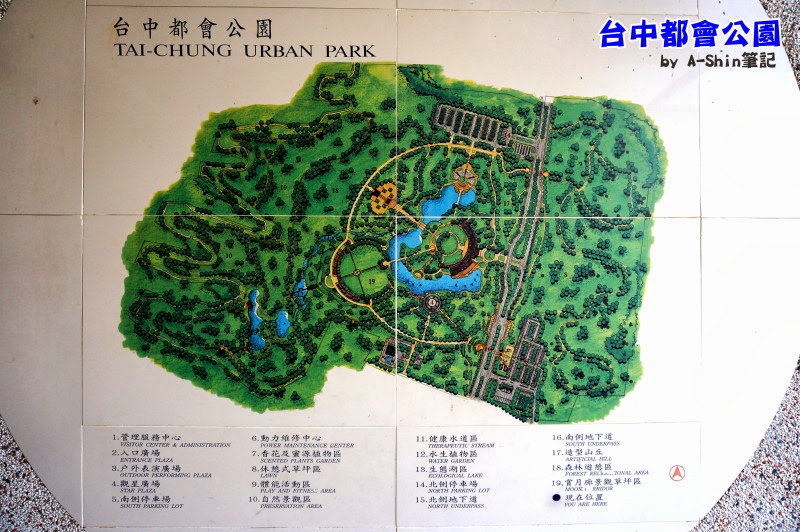 台中都會公園
TAI-CHUNG URBAN PARK
台中都會公園
by A-Shin筆記
1.管理服務中心
VISITOR CENTER & ADMINISTRATION
2.入口廣場
ENTRANCE PLAZA
3.戶外表演廣場
OUTDOOR PERFORMING PLAZA
4.觀星廣場
STAR PLAZA
5.南側停車場
SOUTH PARKING LOT
6.動力維修中心
POWER MAINTENANCE CENTER
7.香花及蜜源植物區
SCENTED PLANTS GARDEN
8.休憩式草坪區
LAWN
9.體能活動區
PLAY AND FITNESS AREA
10.自然景觀區
PRESERVATION AREA
11.健康水道區
THERAPEUTIC STREAM
12.水生植物區
WATER GARDEN
13.生態湖區
ECOLOGICAL LAKE
14.北側停車場
NORTH PARKING LOT
15.北側地下道
NORTH UNDERPASS
16.南側地下道
SOUTH UNDERPASS
17.造型山丘
ARTIFICIAL HILL
18.森林遊憩區
FOREST AREA
19.賞月眺景觀草坪區
現在位置
YOU ARE HERE